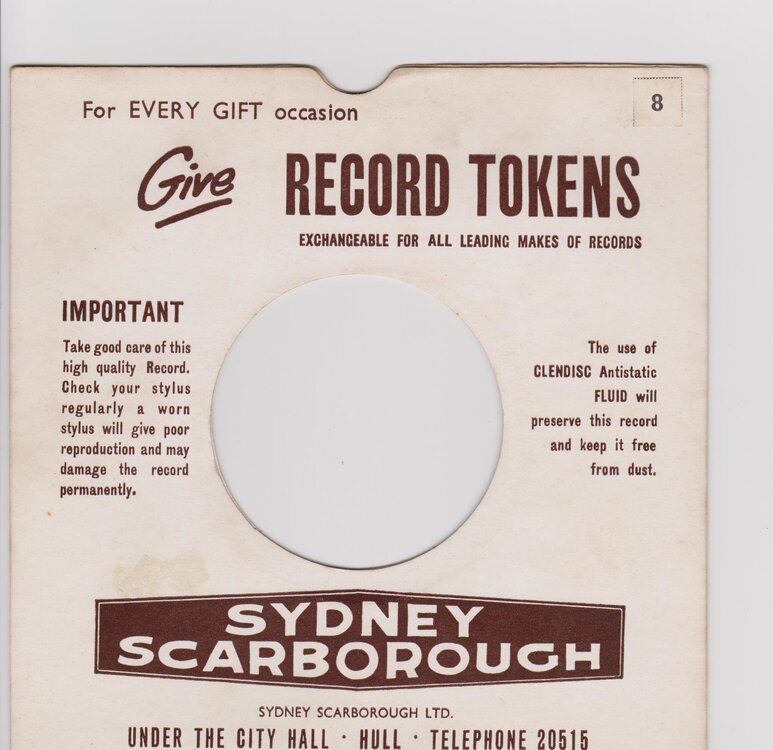 For EVERY GIFT occasion
8
Give RECORD TOKENS
EXCHANGEABLE FOR ALL LEADING MAKES OF RECORDS
IMPORTANT
Take good care of this
high quality Record.
Check your stylus
regularly a worn
stylus will give poor
reproduction and may
damage the record
permanently.
The use of
CLENDISC Antistatic
FLUID will
preserve this record
and keep it free
from dust.
SYDNEY
SCARBOROUGH
SYDNEY SCARBOROUGH LTD.
UNDER THE CITY HALL · HULL · TELEPHONE 20515